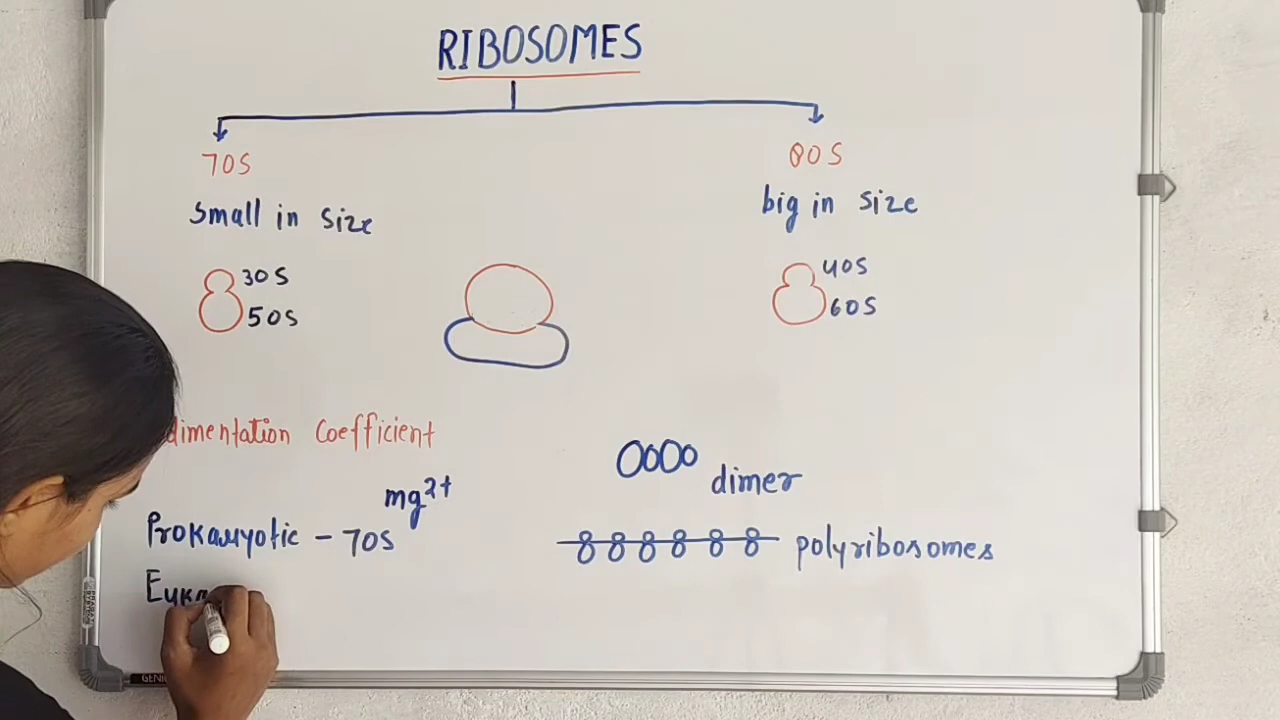 RIBOSOMES
70S
80S
small in size
big in size
30S
50S
40S
60S
dimentation Coefficient
mg2+
dimer
Prokaryotic - 70S
polyribosomes
Euka